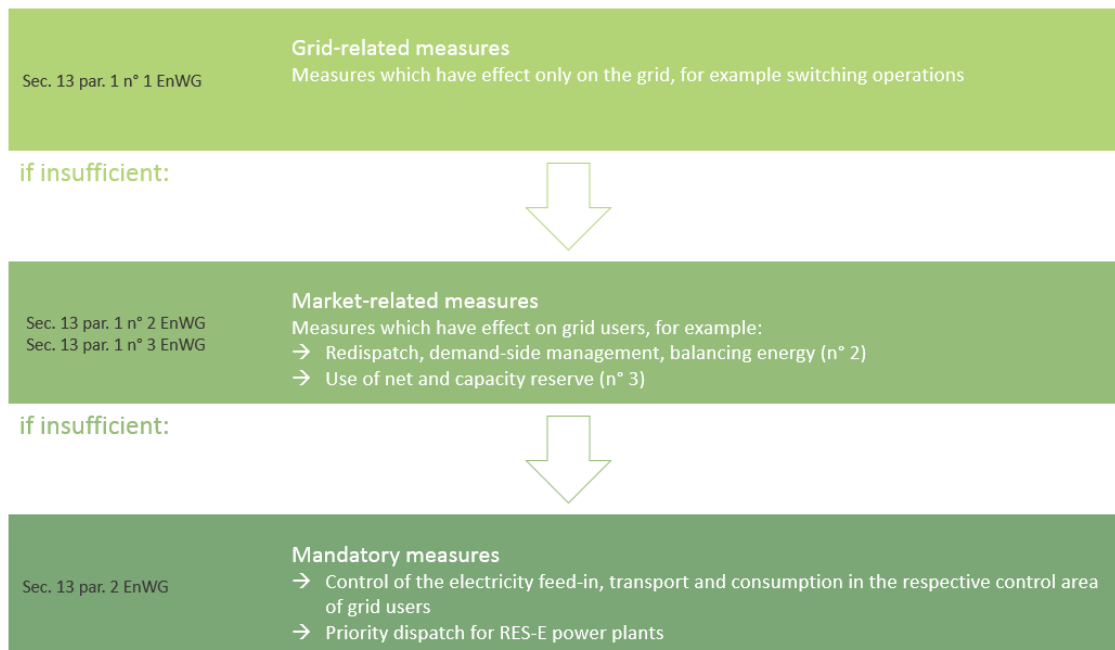 Grid-related measures
Sec. 13 par. 1 n° 1 EnWG
Measures which have effect only on the grid, for example switching operations
if insufficient:
Market-related measures
Sec. 13 par. 1 n° 2 EnWG
Sec. 13 par. 1 n° 3 EnWG
Measures which have effect on grid users, for example:
→ Redispatch, demand-side management, balancing energy (n° 2)
→ Use of net and capacity reserve (n° 3)
if insufficient:
Mandatory measures
Sec. 13 par. 2 EnWG
→ Control of the electricity feed-in, transport and consumption in the respective control area
of grid users
→ Priority dispatch for RES-E power plants